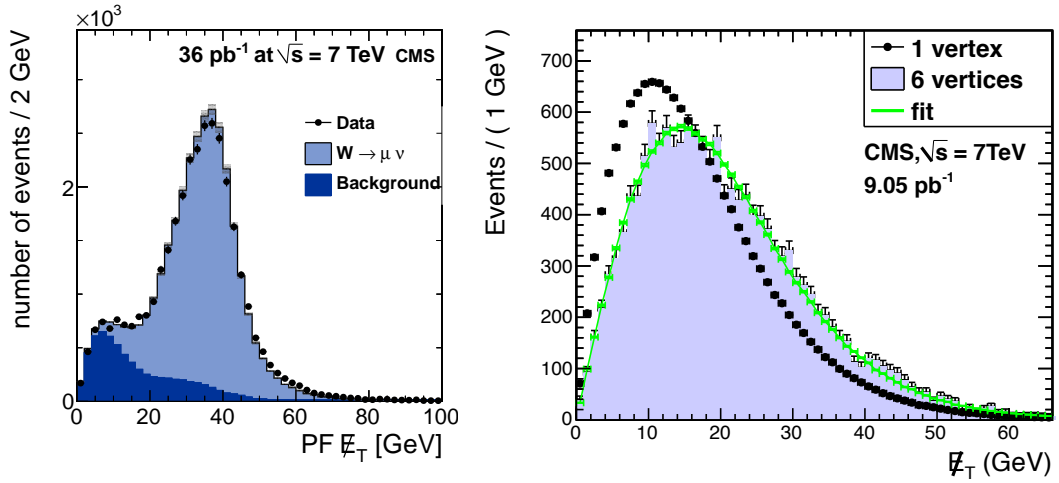 ×10³
36 pb⁻¹ at √s = 7 TeV CMS
number of events / 2 GeV
Data
W → μ ν
Background
2
0
0 20 40 60 80 100
PF E̸_T [GeV]
Events / ( 1 GeV )
1 vertex
6 vertices
fit
CMS,√s = 7TeV
9.05 pb⁻¹
700
600
500
400
300
200
100
0
0 10 20 30 40 50 60
E̸_T (GeV)